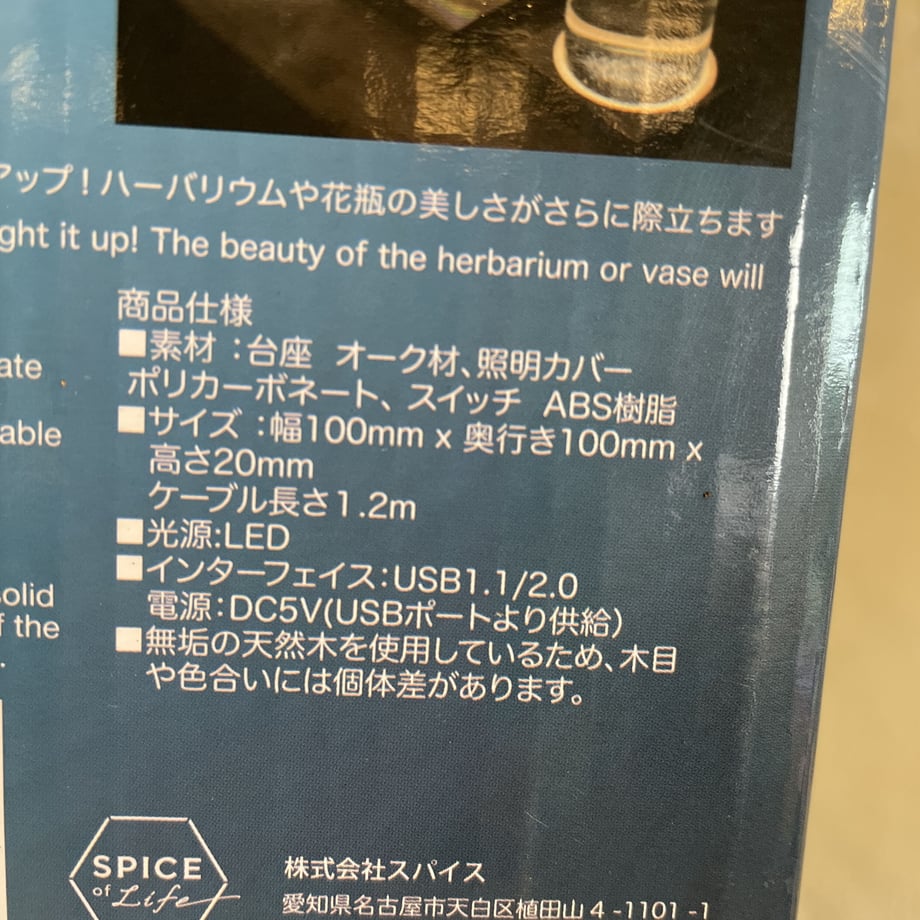 アップ！ハーバリウムや花瓶の美しさがさらに際立ちます
ght it up! The beauty of the herbarium or vase will
ate
able
solid
f the
商品仕様
■素材：台座 オーク材、照明カバー
ポリカーボネート、スイッチ ABS樹脂
■サイズ：幅100mm x 奥行き100mm x
高さ20mm
ケーブル長さ1.2m
■光源:LED
■インターフェイス：USB1.1/2.0
電源：DC5V(USBポートより供給)
■無垢の天然木を使用しているため、木目
や色合いには個体差があります。
SPICE
of Life
株式会社スパイス
愛知県名古屋市天白区植田山4-1101-1